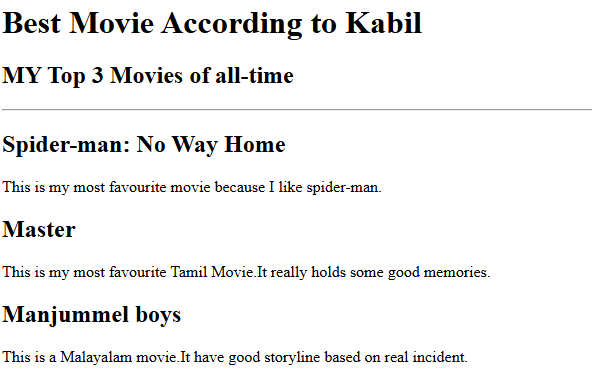 Best Movie According to Kabil
MY Top 3 Movies of all-time
Spider-man: No Way Home
This is my most favourite movie because I like spider-man.
Master
This is my most favourite Tamil Movie.It really holds some good memories.
Manjummel boys
This is a Malayalam movie.It have good storyline based on real incident.